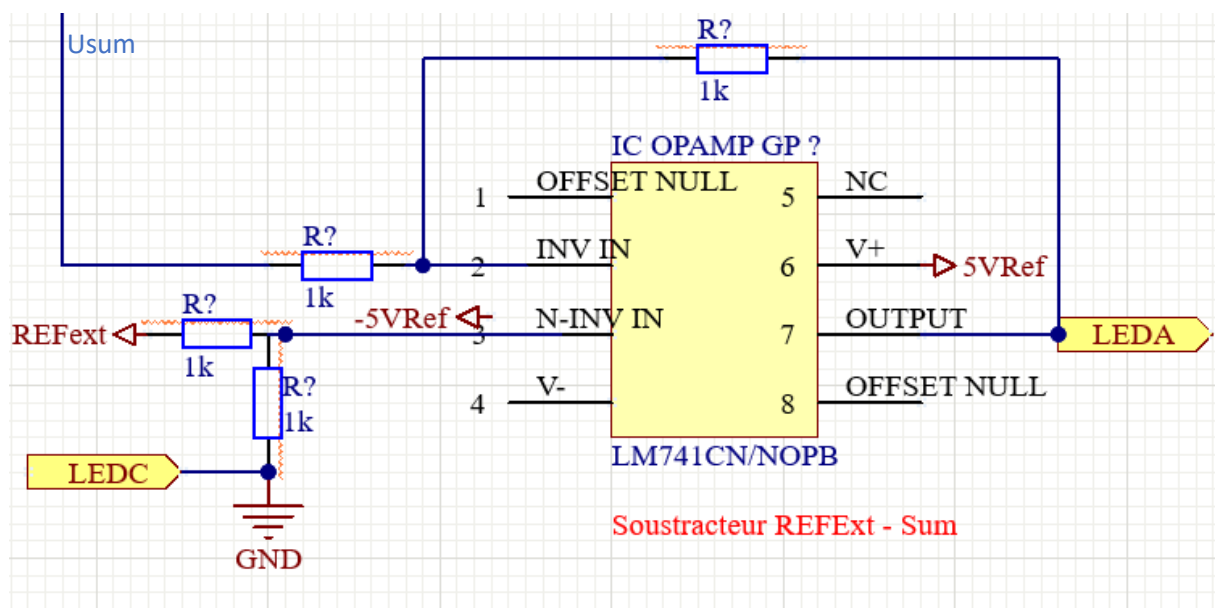 Usum
R?
1k
IC OPAMP GP ?
1 OFFSET NULL 5 NC
R?
2 INV IN 6 V+ 5VRef
1k
R?
-5VRef
REFext 3 N-INV IN 7 OUTPUT LEDA
1k
R?
1k
4 V- 8 OFFSET NULL
LM741CN/NOPB
LEDC
Soustracteur REFExt - Sum
GND